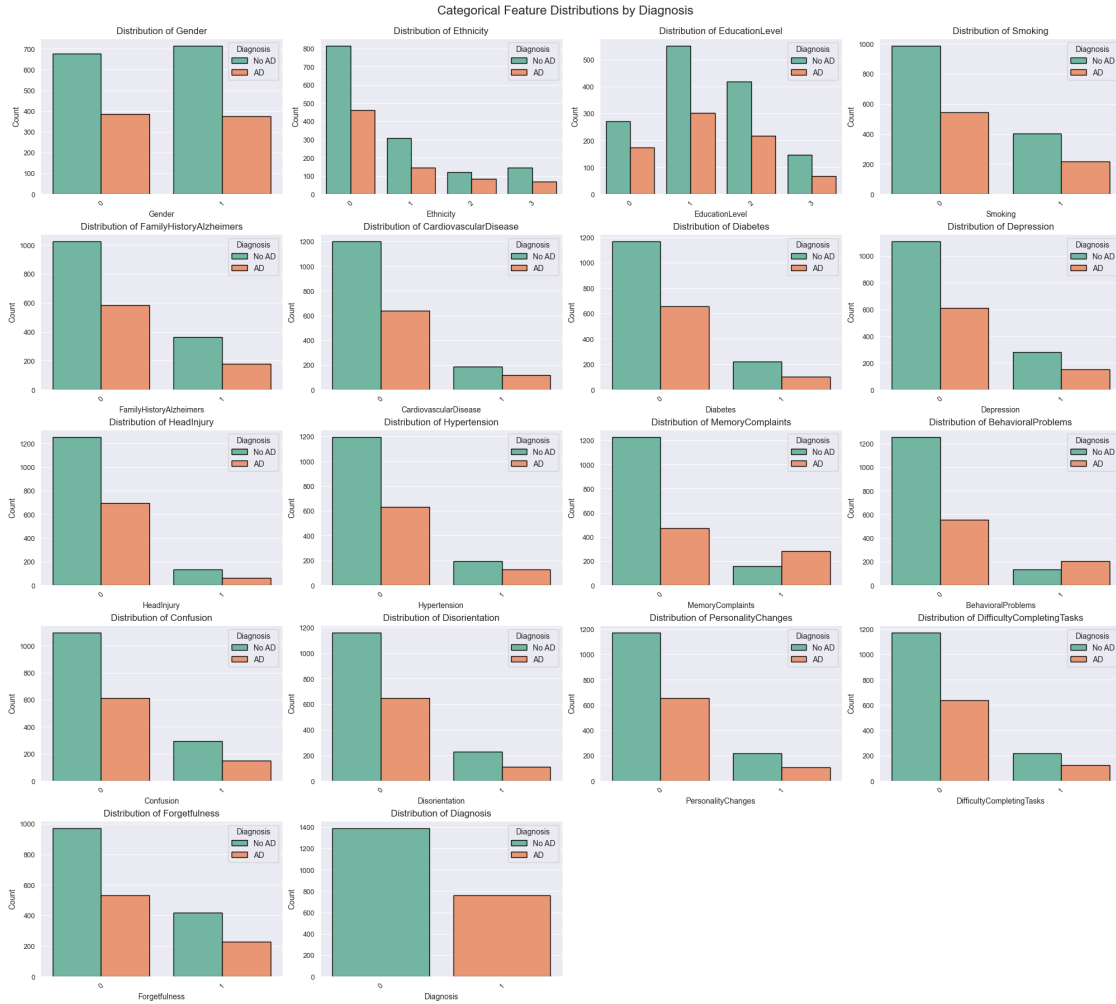 Categorical Feature Distributions by Diagnosis
Distribution of Gender
Count
700
600
500
400
300
200
100
0
Diagnosis
No AD
AD
0
1
Gender
Distribution of Ethnicity
Count
800
700
600
500
400
300
200
100
0
Diagnosis
No AD
AD
0
1
2
3
Ethnicity
Distribution of EducationLevel
Count
500
400
300
200
100
0
Diagnosis
No AD
AD
0
1
2
3
EducationLevel
Distribution of Smoking
Count
1000
800
600
400
200
0
Diagnosis
No AD
AD
0
1
Smoking
Distribution of FamilyHistoryAlzheimers
Count
1000
800
600
400
200
0
Diagnosis
No AD
AD
0
1
FamilyHistoryAlzheimers
Distribution of CardiovascularDisease
Count
1200
1000
800
600
400
200
0
Diagnosis
No AD
AD
0
1
CardiovascularDisease
Distribution of Diabetes
Count
1200
1000
800
600
400
200
0
Diagnosis
No AD
AD
0
1
Diabetes
Distribution of Depression
Count
1000
800
600
400
200
0
Diagnosis
No AD
AD
0
1
Depression
Distribution of HeadInjury
Count
1200
1000
800
600
400
200
0
Diagnosis
No AD
AD
0
1
HeadInjury
Distribution of Hypertension
Count
1200
1000
800
600
400
200
0
Diagnosis
No AD
AD
0
1
Hypertension
Distribution of MemoryComplaints
Count
1200
1000
800
600
400
200
0
Diagnosis
No AD
AD
0
1
MemoryComplaints
Distribution of BehavioralProblems
Count
1200
1000
800
600
400
200
0
Diagnosis
No AD
AD
0
1
BehavioralProblems
Distribution of Confusion
Count
1000
800
600
400
200
0
Diagnosis
No AD
AD
0
1
Confusion
Distribution of Disorientation
Count
1200
1000
800
600
400
200
0
Diagnosis
No AD
AD
0
1
Disorientation
Distribution of PersonalityChanges
Count
1200
1000
800
600
400
200
0
Diagnosis
No AD
AD
0
1
PersonalityChanges
Distribution of DifficultyCompletingTasks
Count
1200
1000
800
600
400
200
0
Diagnosis
No AD
AD
0
1
DifficultyCompletingTasks
Distribution of Forgetfulness
Count
1000
800
600
400
200
0
Diagnosis
No AD
AD
0
1
Forgetfulness
Distribution of Diagnosis
Count
1400
1200
1000
800
600
400
200
0
Diagnosis
No AD
AD
0
1
Diagnosis